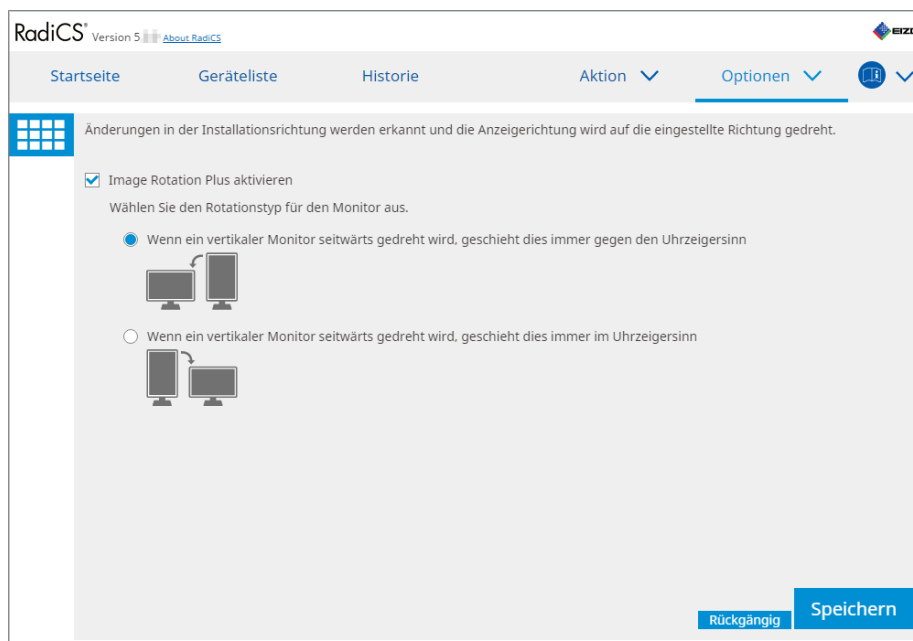 RadiCS® Version 5. About RadiCS
EIZO
Startseite Geräteliste Historie Aktion Optionen
Änderungen in der Installationsrichtung werden erkannt und die Anzeigerichtung wird auf die eingestellte Richtung gedreht.
Image Rotation Plus aktivieren
Wählen Sie den Rotationstyp für den Monitor aus.
Wenn ein vertikaler Monitor seitwärts gedreht wird, geschieht dies immer gegen den Uhrzeigersinn
Wenn ein vertikaler Monitor seitwärts gedreht wird, geschieht dies immer im Uhrzeigersinn
Rückgängig Speichern